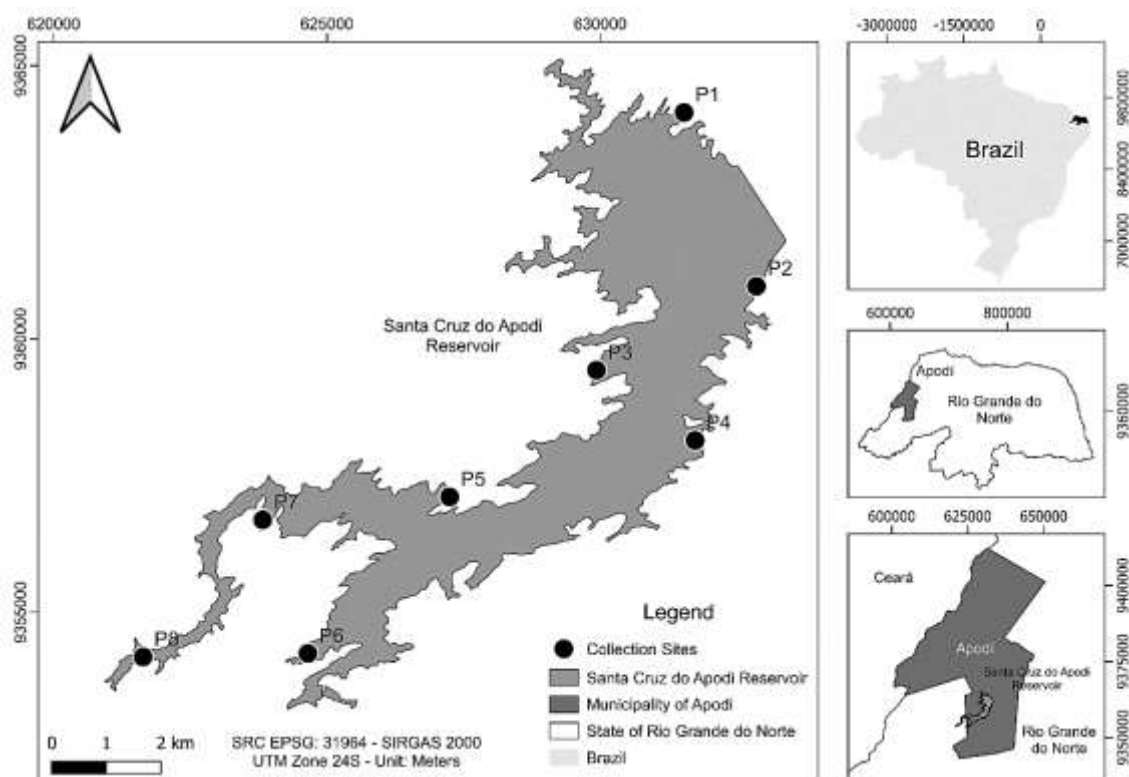 620000
625000
630000
9365000
9360000
9355000
P1
P2
P3
P4
P5
P6
P7
P8
Santa Cruz do Apodi
Reservoir
Legend
Collection Sites
Santa Cruz do Apodi Reservoir
Municipality of Apodi
State of Rio Grande do Norte
Brazil
0 1 2 km
SRC EPSG: 31964 - SIRGAS 2000
UTM Zone 24S - Unit: Meters
-3000000 -1500000 0
9800000
8400000
7000000
Brazil
600000 800000
9360000
Apodi
Rio Grande do
Norte
600000 625000 650000
9400000
9375000
9350000
Ceará
Apodi
Santa Cruz do Apodi
Reservoir
Rio Grande
do Norte